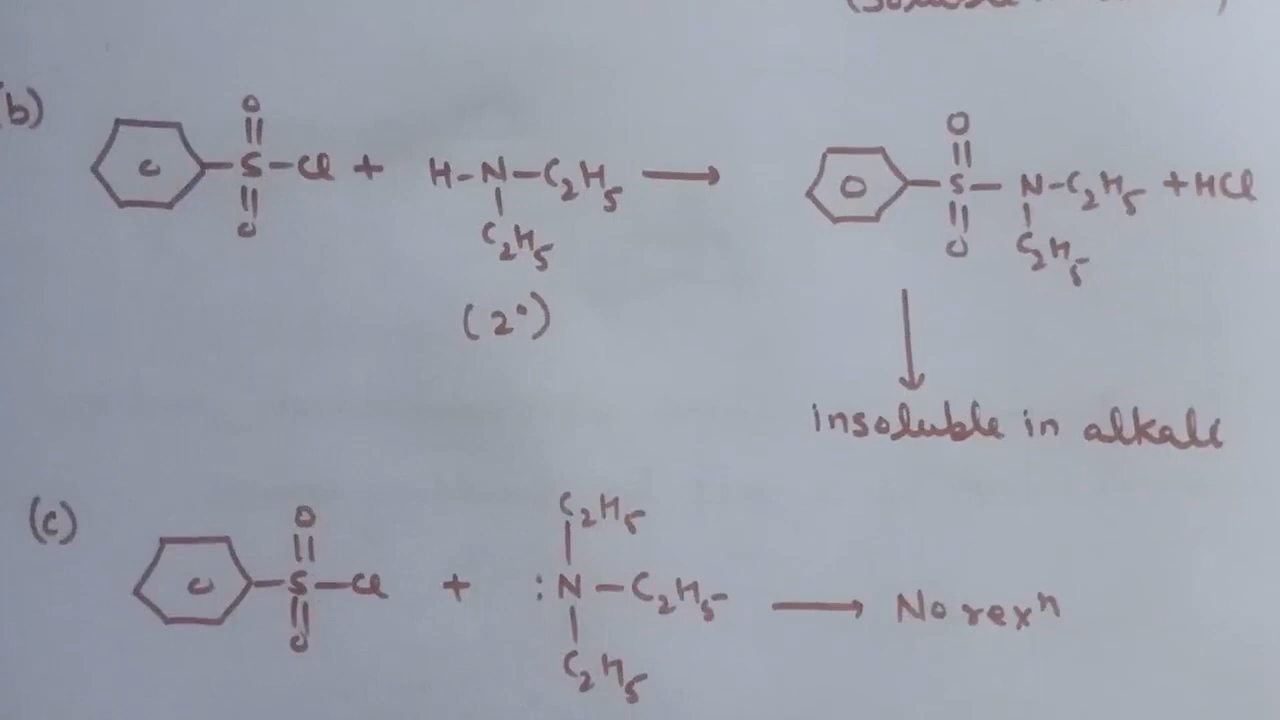 (b)
O
S-Cl + H-N-C2H5 → S-N-C2H5 + HCl
O C2H5 O C2H5
(2°)
insoluble in alkali
(c)
O C2H5
S-Cl + :N-C2H5 → No rexn
O C2H5